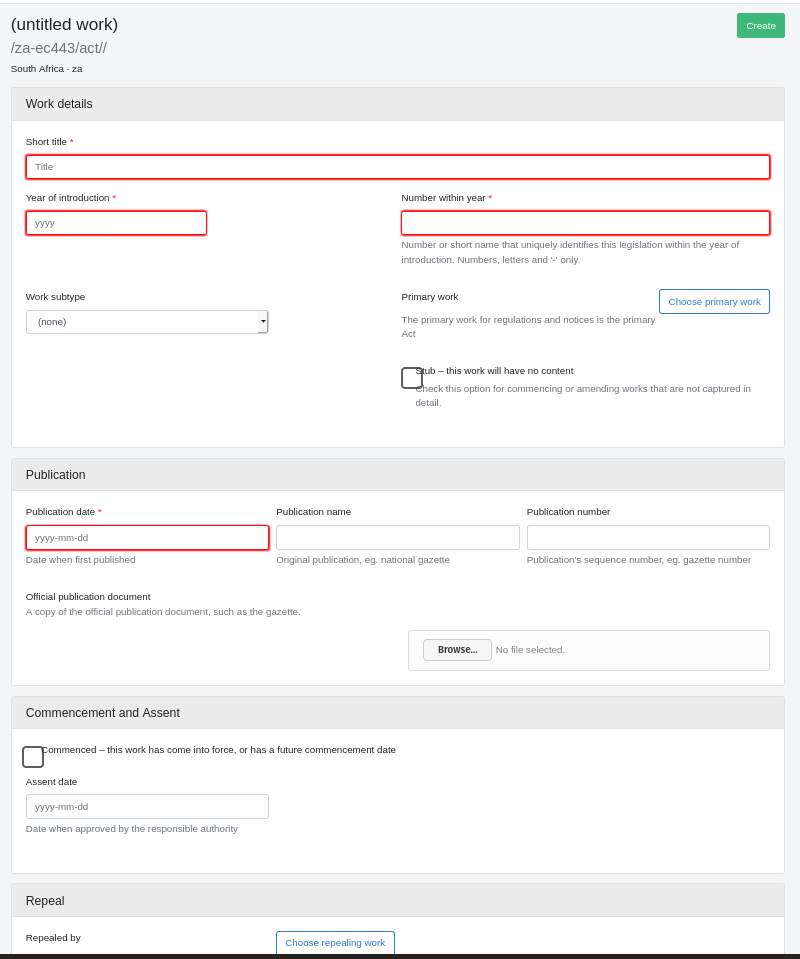 (untitled work)
Create
/za-ec443/act//
South Africa · za
Work details
Short title *
Title
Year of introduction *
Number within year *
yyyy
Number or short name that uniquely identifies this legislation within the year of
introduction. Numbers, letters and '-' only.
Work subtype
Primary work
Choose primary work
(none)
The primary work for regulations and notices is the primary
Act
Stub – this work will have no content
Check this option for commencing or amending works that are not captured in
detail.
Publication
Publication date *
Publication name
Publication number
yyyy-mm-dd
Date when first published
Original publication, eg. national gazette
Publication's sequence number, eg. gazette number
Official publication document
A copy of the official publication document, such as the gazette.
Browse... No file selected.
Commencement and Assent
Commenced – this work has come into force, or has a future commencement date
Assent date
yyyy-mm-dd
Date when approved by the responsible authority
Repeal
Repealed by
Choose repealing work